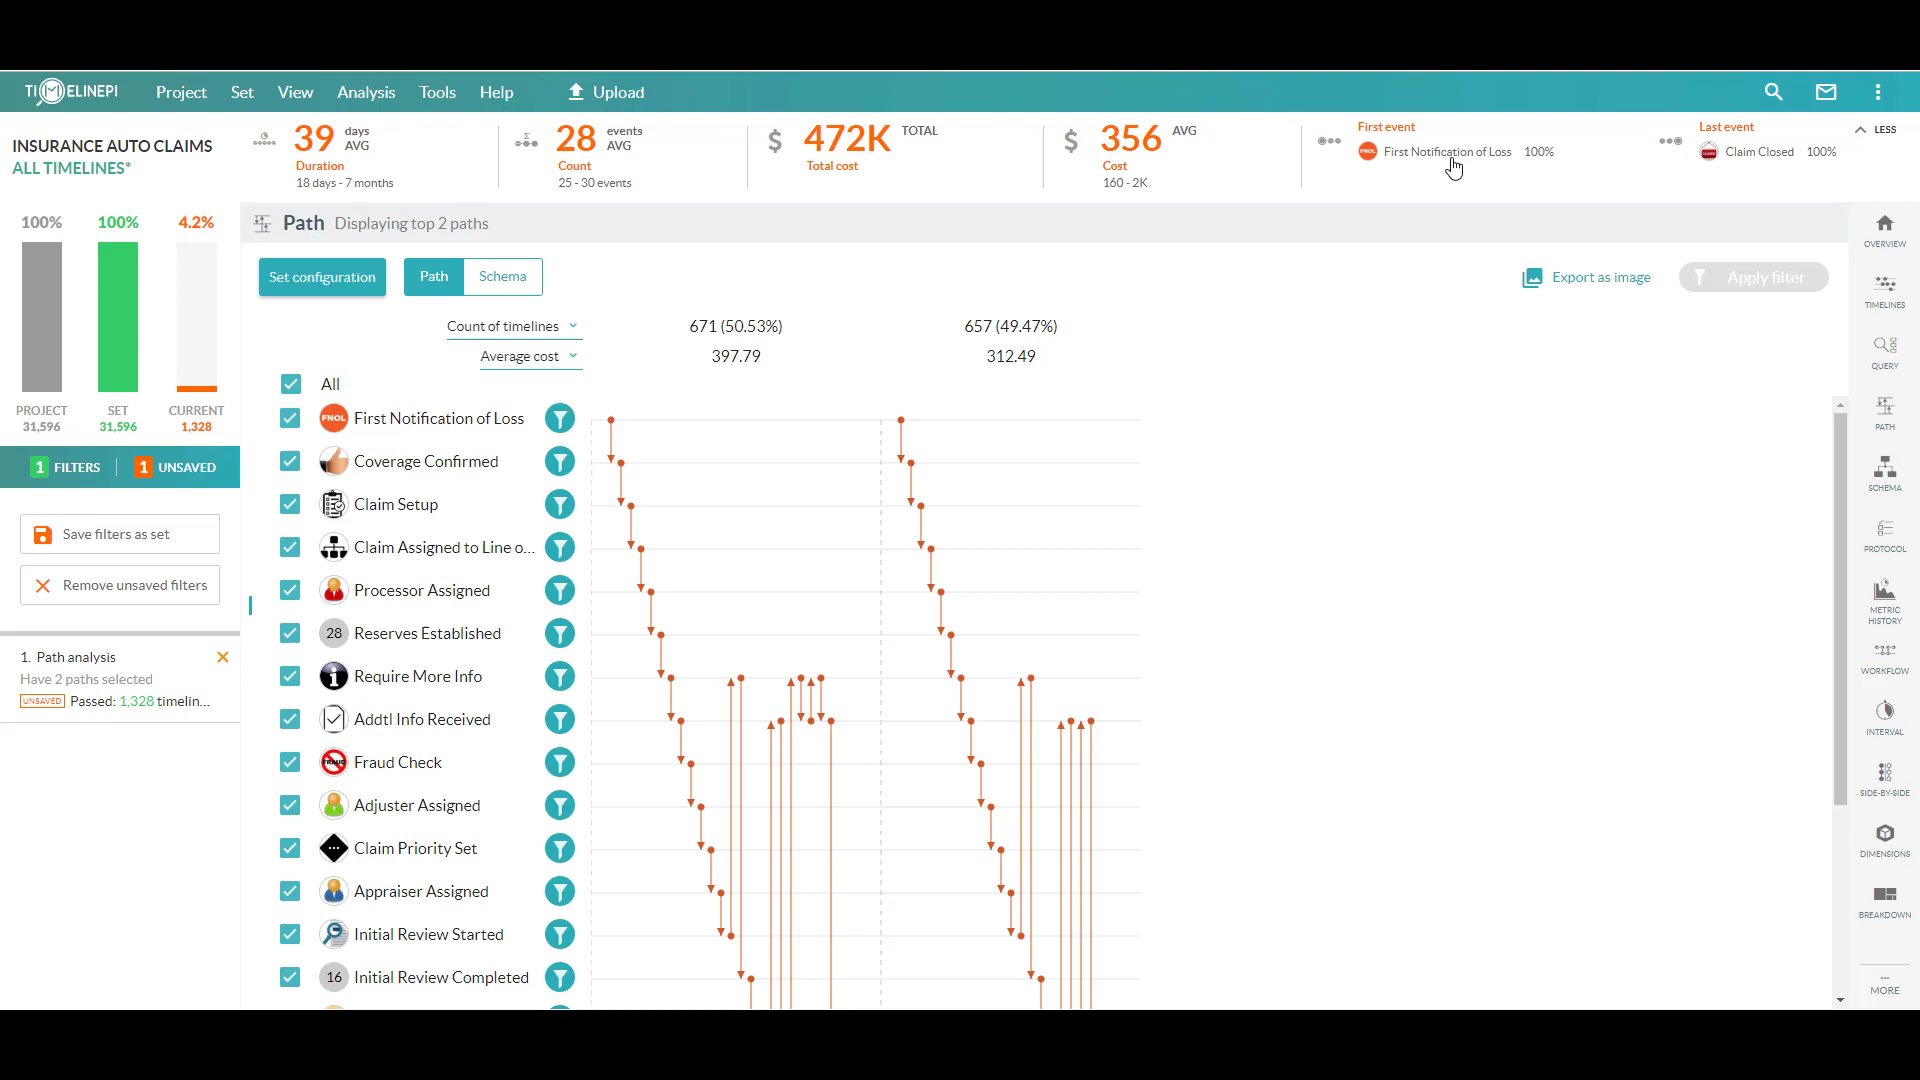 TIMELINEPI
Project Set View Analysis Tools Help Upload
INSURANCE AUTO CLAIMS
ALL TIMELINES*
39 days AVG
Duration
18 days - 7 months
28 events AVG
Count
25 - 30 events
$ 472K TOTAL
Total cost
$ 356 AVG
Cost
160 - 2K
First event
FNOL First Notification of Loss 100%
Last event
Claim Closed 100%
LESS
100% 100% 4.2%
PROJECT SET CURRENT
31,596 31,596 1,328
1 FILTERS 1 UNSAVED
Save filters as set
Remove unsaved filters
1. Path analysis
Have 2 paths selected
UNSAVED Passed: 1,328 timelin...
Path Displaying top 2 paths
Set configuration Path Schema
Export as image Apply filter
Count of timelines 671 (50.53%) 657 (49.47%)
Average cost 397.79 312.49
All
FNOL First Notification of Loss
Coverage Confirmed
Claim Setup
Claim Assigned to Line o...
Processor Assigned
28 Reserves Established
Require More Info
Addtl Info Received
FRAUD Fraud Check
Adjuster Assigned
Claim Priority Set
Appraiser Assigned
Initial Review Started
16 Initial Review Completed
OVERVIEW
TIMELINES
QUERY
PATH
SCHEMA
PROTOCOL
METRIC
HISTORY
WORKFLOW
INTERVAL
SIDE-BY-SIDE
DIMENSIONS
BREAKDOWN
MORE